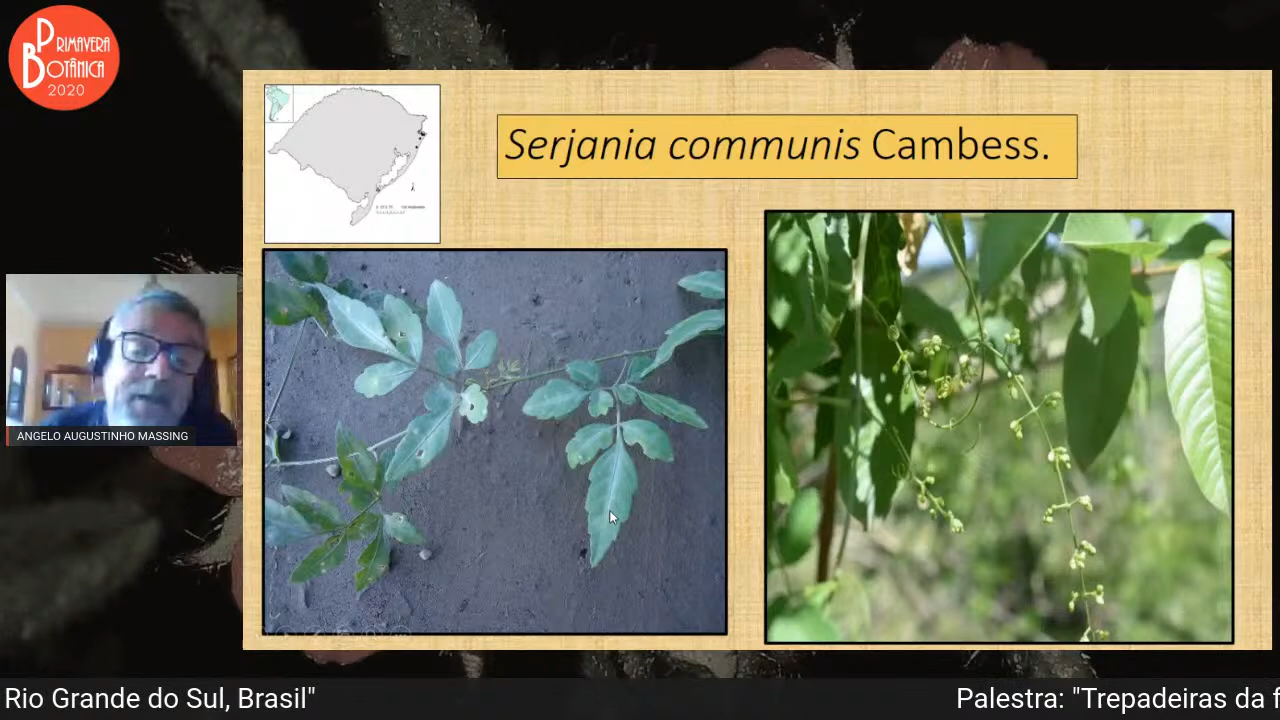 PRIMAVERA
BOTÂNICA
2020
Serjania communis Cambess.
ANGELO AUGUSTINHO MASSING
Rio Grande do Sul, Brasil"
Palestra: "Trepadeiras da f